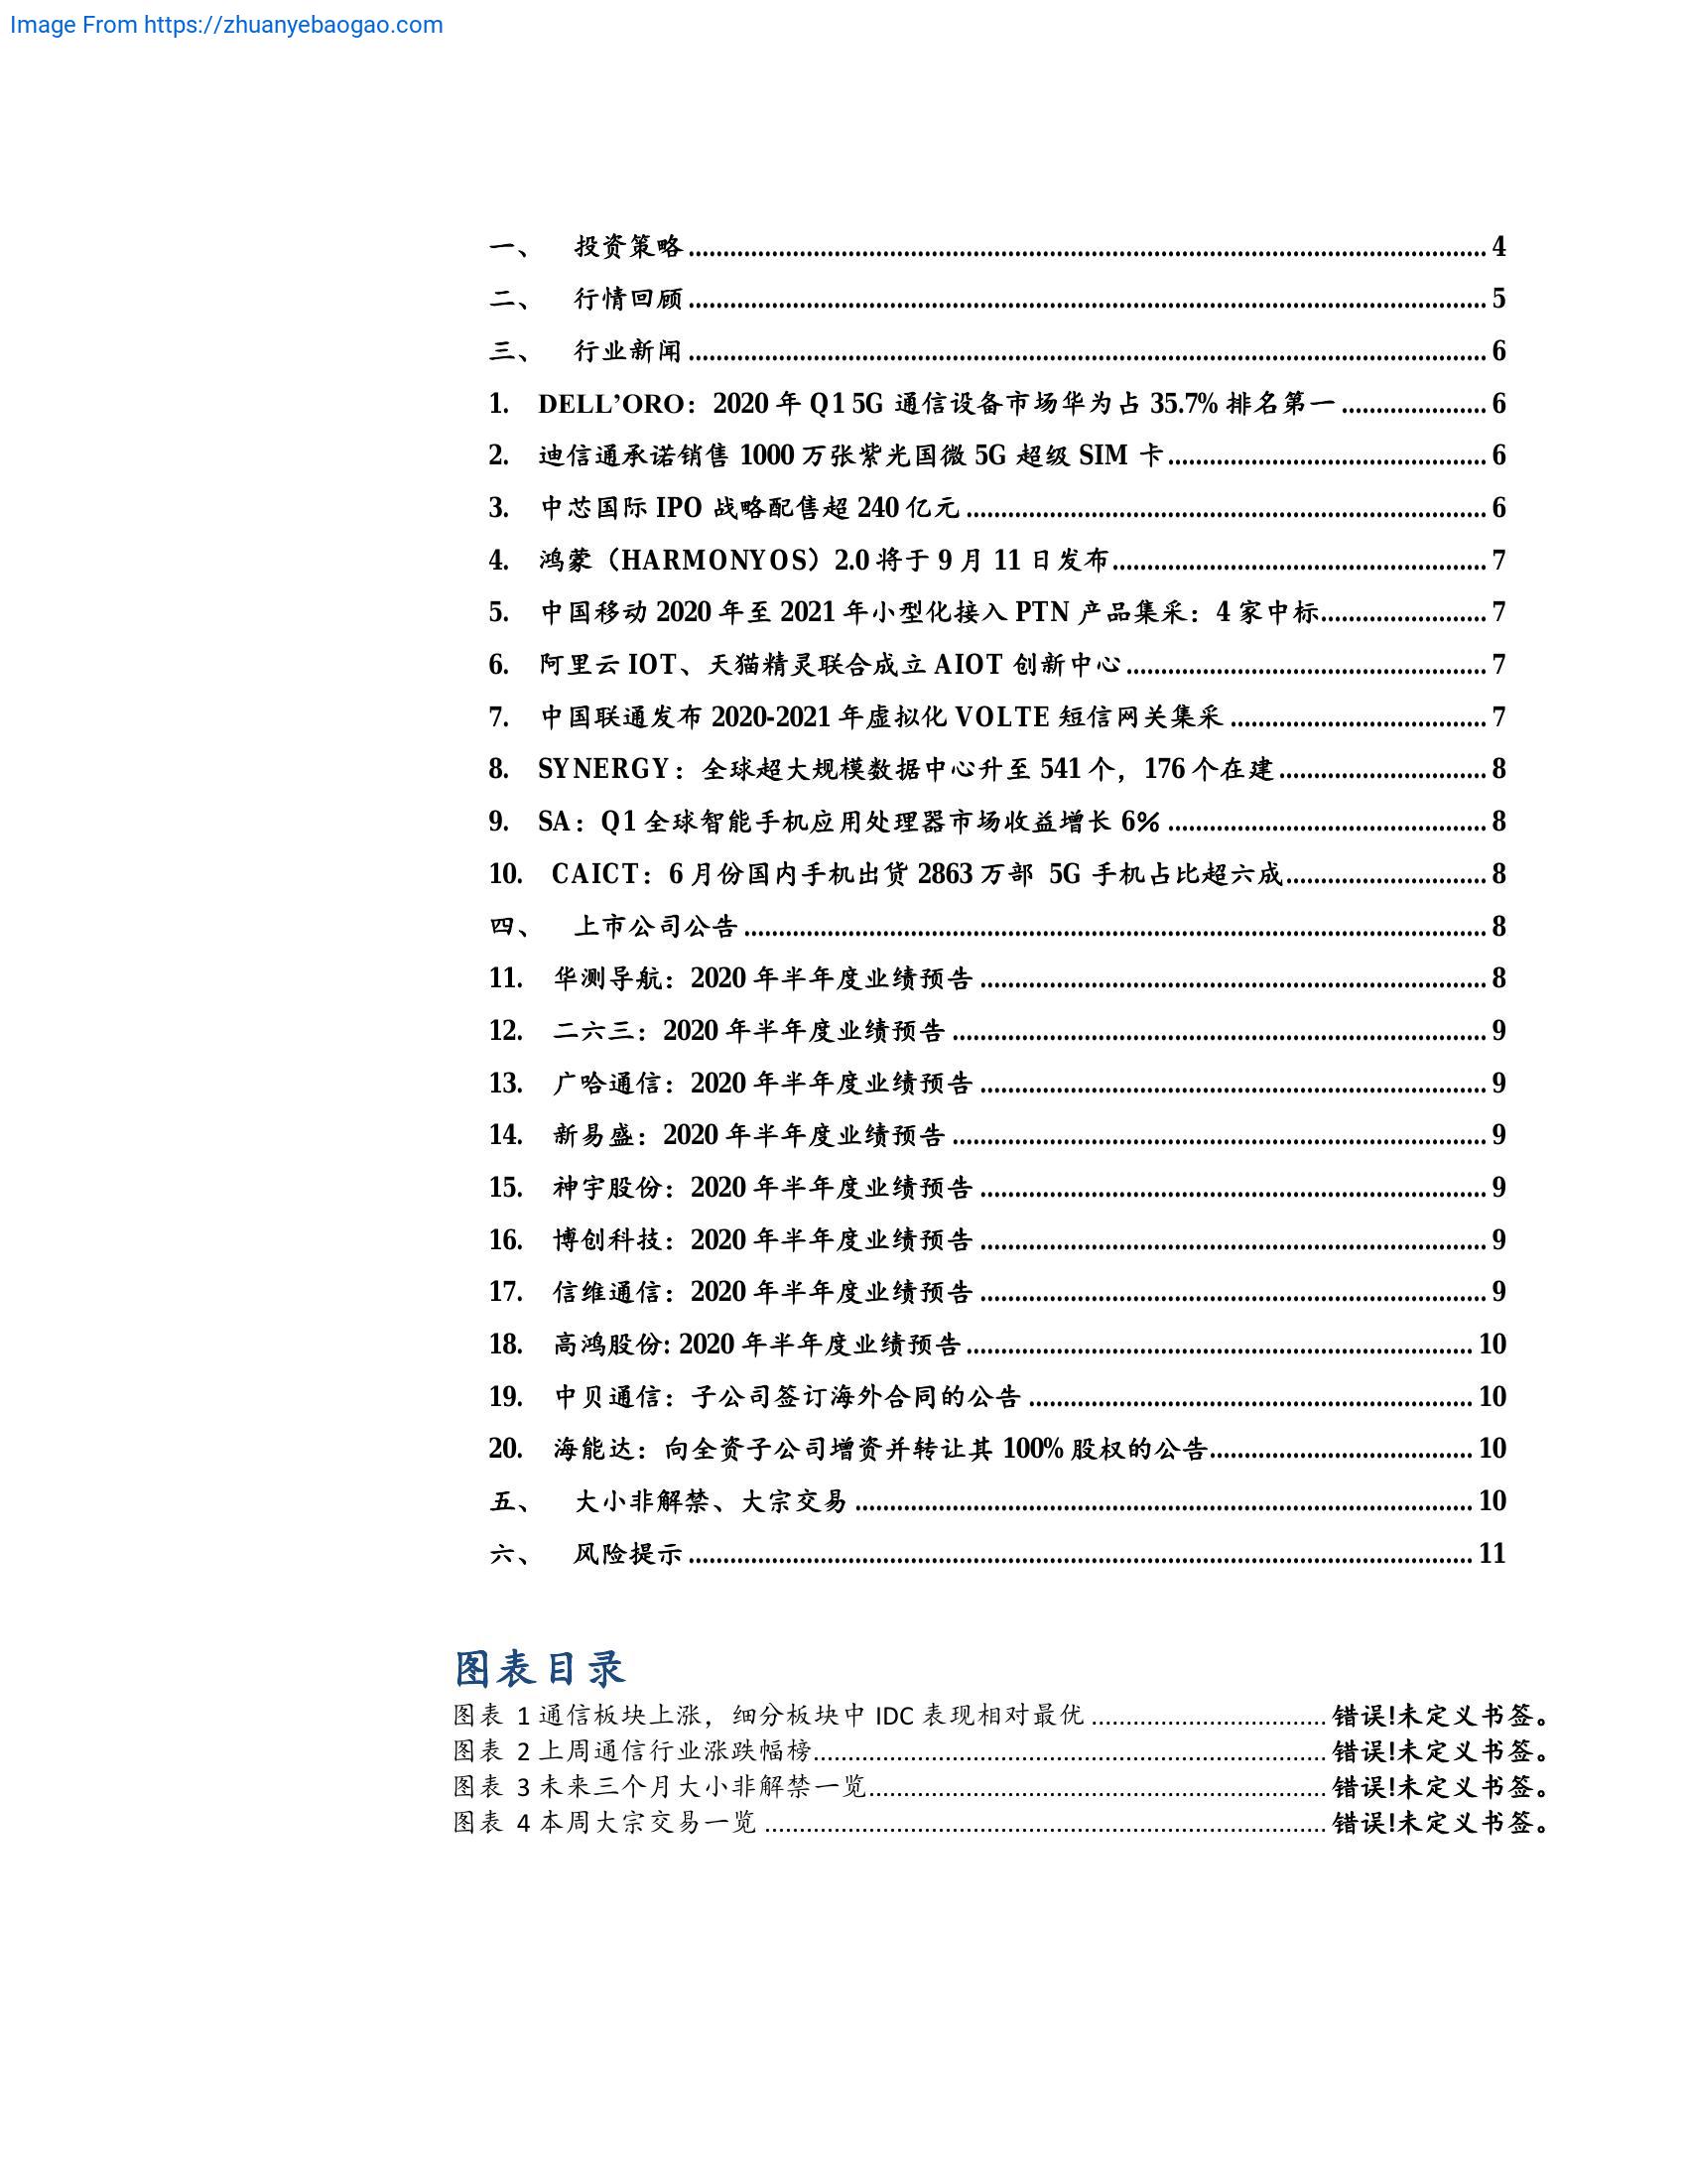 Image From https://zhuanyebaogao.com
一、 投资策略 4
二、 行情回顾 5
三、 行业新闻 6
1. DELL’ORO：2020 年 Q1 5G 通信设备市场华为占 35.7% 排名第一 6
2. 迪信通承诺销售 1000 万张紫光国微 5G 超级 SIM 卡 6
3. 中芯国际 IPO 战略配售超 240 亿元 6
4. 鸿蒙（HARMONYOS）2.0 将于 9 月 11 日发布 7
5. 中国移动 2020 年至 2021 年小型化接入 PTN 产品集采：4 家中标 7
6. 阿里云 IOT、天猫精灵联合成立 AIOT 创新中心 7
7. 中国联通发布 2020-2021 年虚拟化 VOLTE 短信网关集采 7
8. SYNERGY：全球超大规模数据中心升至 541 个，176 个在建 8
9. SA：Q1 全球智能手机应用处理器市场收益增长 6% 8
10. CAICT：6 月份国内手机出货 2863 万部 5G 手机占比超六成 8
四、 上市公司公告 8
11. 华测导航：2020 年半年度业绩预告 8
12. 二六三：2020 年半年度业绩预告 9
13. 广哈通信：2020 年半年度业绩预告 9
14. 新易盛：2020 年半年度业绩预告 9
15. 神宇股份：2020 年半年度业绩预告 9
16. 博创科技：2020 年半年度业绩预告 9
17. 信维通信：2020 年半年度业绩预告 9
18. 高鸿股份: 2020 年半年度业绩预告 10
19. 中贝通信：子公司签订海外合同的公告 10
20. 海能达：向全资子公司增资并转让其 100% 股权的公告 10
五、 大小非解禁、大宗交易 10
六、 风险提示 11
图表目录
图表 1 通信板块上涨，细分板块中 IDC 表现相对最优 错误!未定义书签。
图表 2 上周通信行业涨跌幅榜 错误!未定义书签。
图表 3 未来三个月大小非解禁一览 错误!未定义书签。
图表 4 本周大宗交易一览 错误!未定义书签。